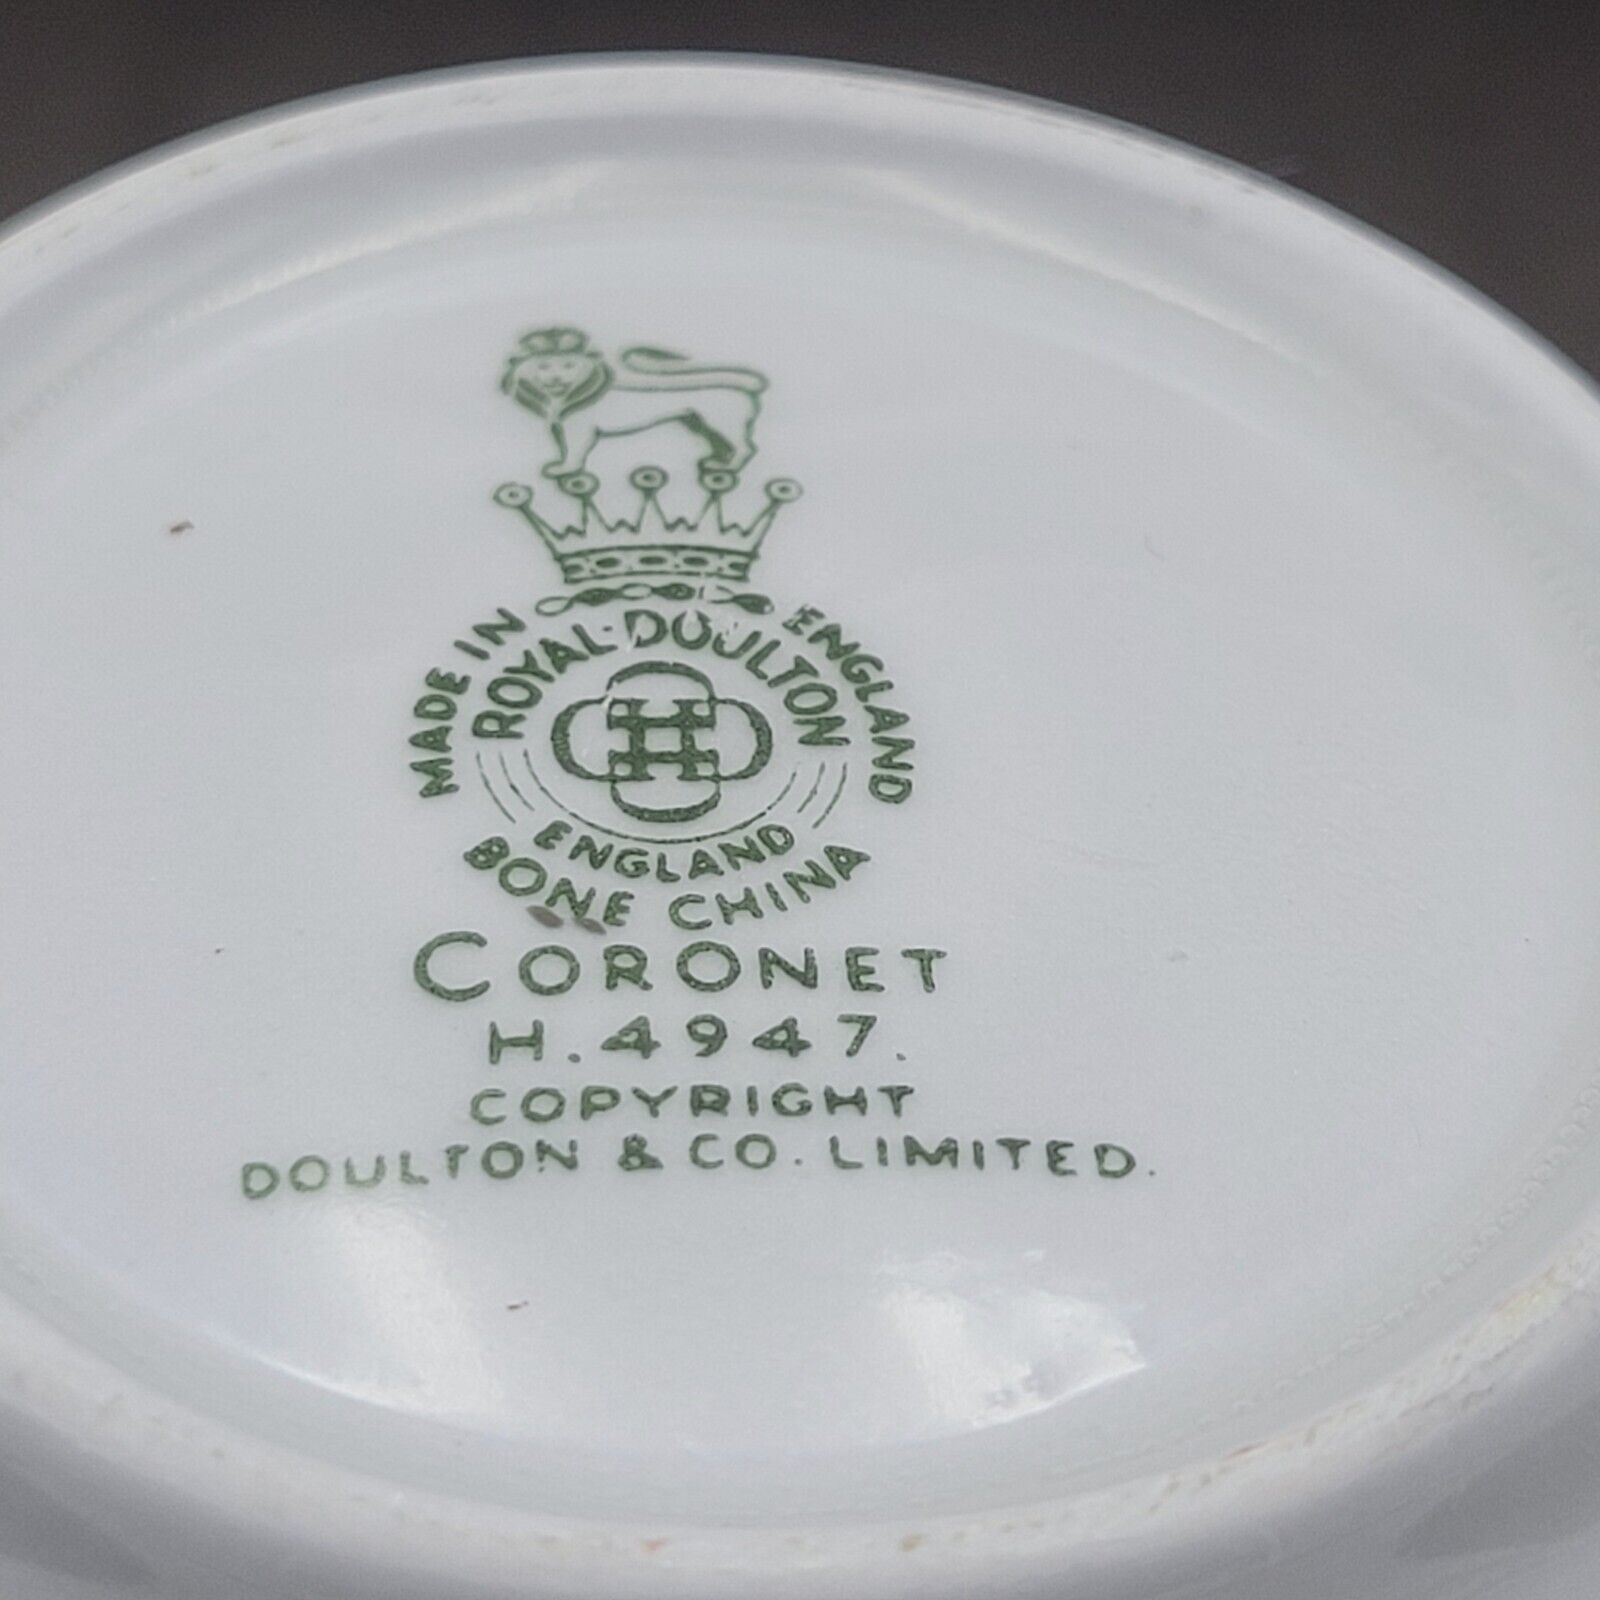 MADE IN ENGLAND
ROYAL·DOULTON
ENGLAND
BONE CHINA
CORONET
H.4947.
COPYRIGHT
DOULTON & CO. LIMITED.